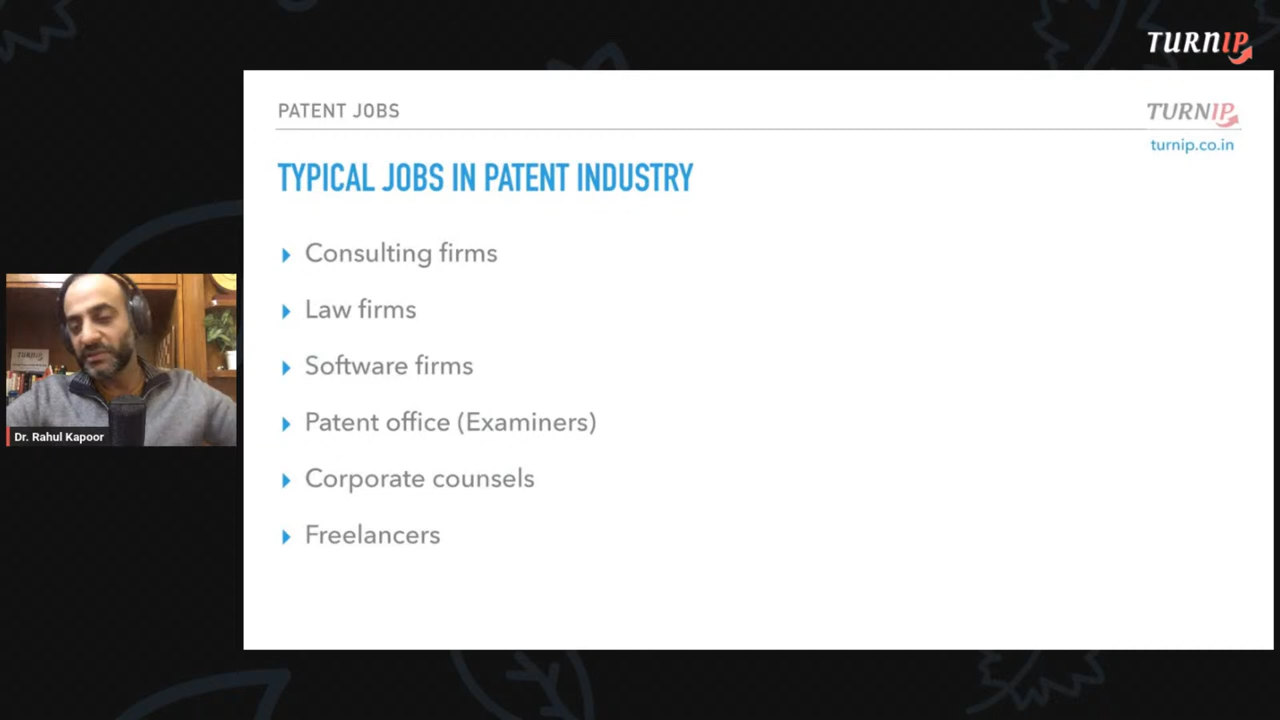 TURNIP
PATENT JOBS
TURNIP
turnip.co.in
TYPICAL JOBS IN PATENT INDUSTRY
Consulting firms
Law firms
Software firms
Patent office (Examiners)
Corporate counsels
Freelancers
TURNIP
Dr. Rahul Kapoor